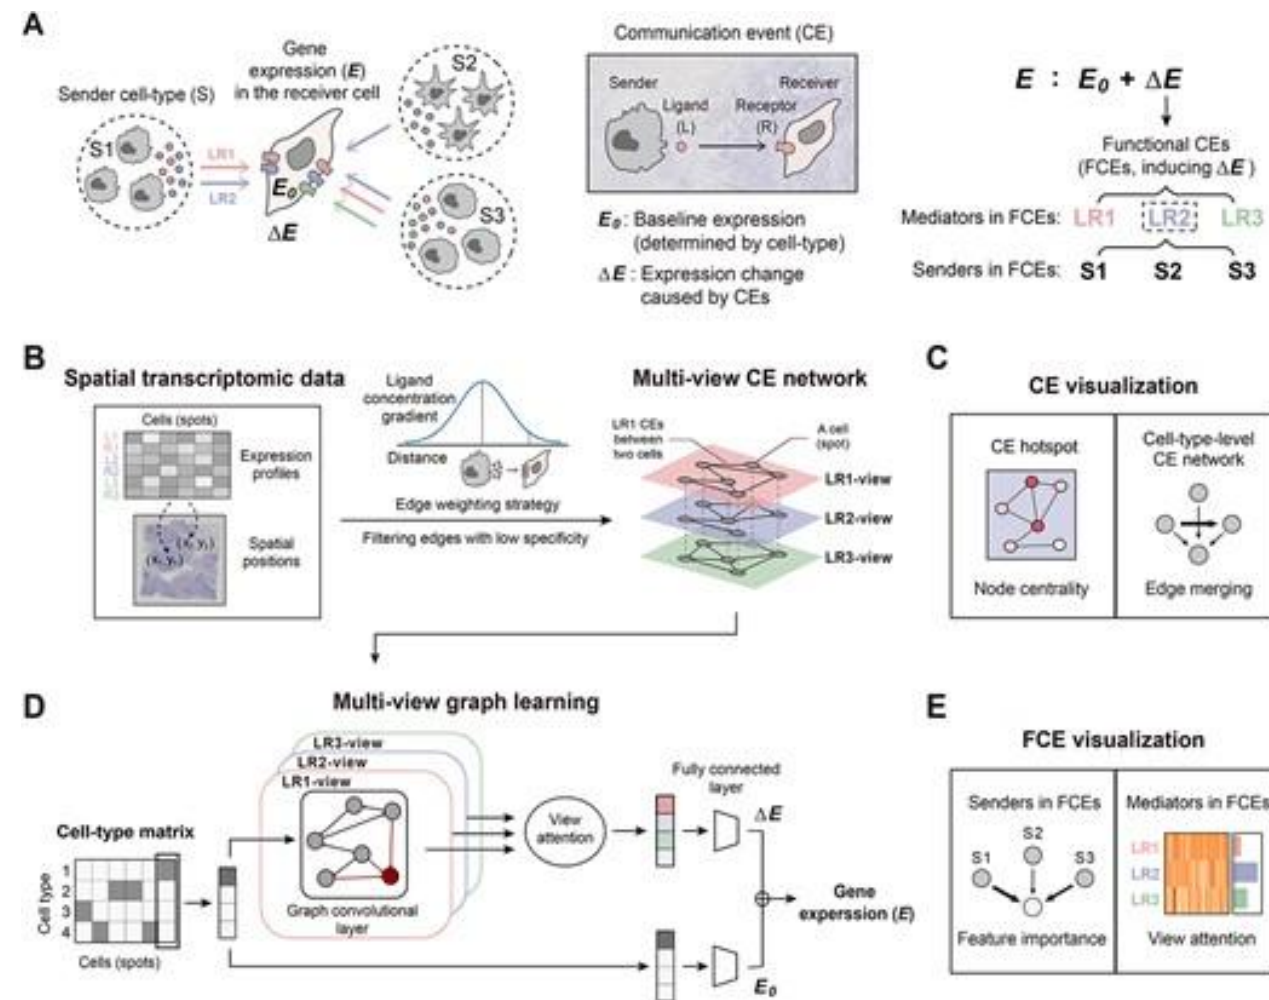 A
Sender cell-type (S)
Gene
expression (E)
in the receiver cell
S1
S2
S3
LR1
LR2
E₀
ΔE
Communication event (CE)
Sender
Receiver
Ligand
(L)
Receptor
(R)
E₀ : Baseline expression
(determined by cell-type)
ΔE : Expression change
caused by CEs
E : E₀ + ΔE
Functional CEs
(FCEs, inducing ΔE )
Mediators in FCEs: LR1 LR2 LR3
Senders in FCEs: S1 S2 S3
B
Spatial transcriptomic data
Cells (spots)
Expression
profiles
Spatial
positions
Ligand
concentration
gradient
Distance
Edge weighting strategy
Filtering edges with low specificity
Multi-view CE network
LR1 CEs
between
two cells
A cell
(spot)
LR1-view
LR2-view
LR3-view
C
CE visualization
CE hotspot
Node centrality
Cell-type-level
CE network
Edge merging
D
Multi-view graph learning
LR3-view
LR2-view
LR1-view
Graph convolutional
layer
Cell-type matrix
Cell type
1
2
3
4
Cells (spots)
View
attention
Fully connected
layer
ΔE
E₀
Gene
experssion (E)
E
FCE visualization
Senders in FCEs
S1
S2
S3
Feature importance
Mediators in FCEs
LR1
LR2
LR3
View attention